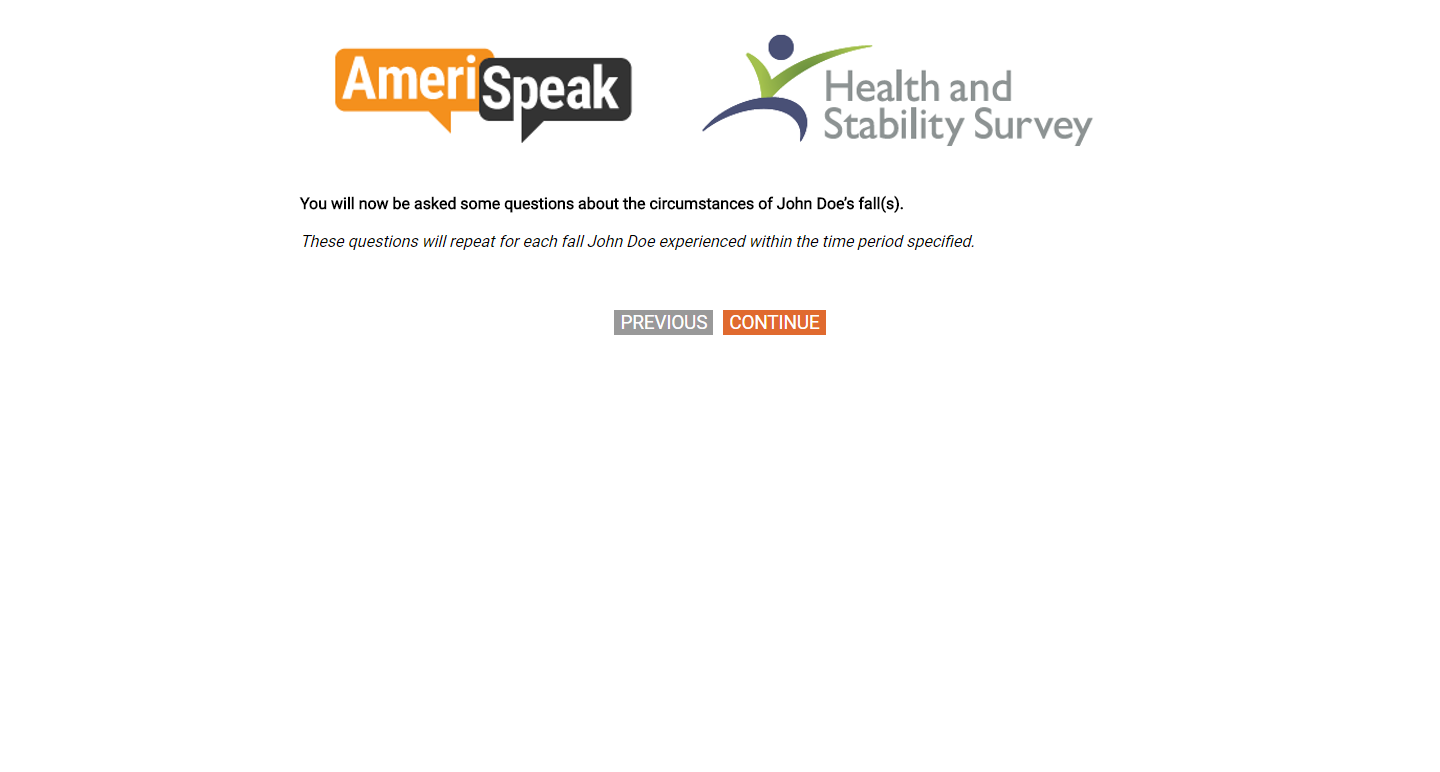 AmeriSpeak
Health and
Stability Survey
You will now be asked some questions about the circumstances of John Doe’s fall(s).
These questions will repeat for each fall John Doe experienced within the time period specified.
PREVIOUS CONTINUE